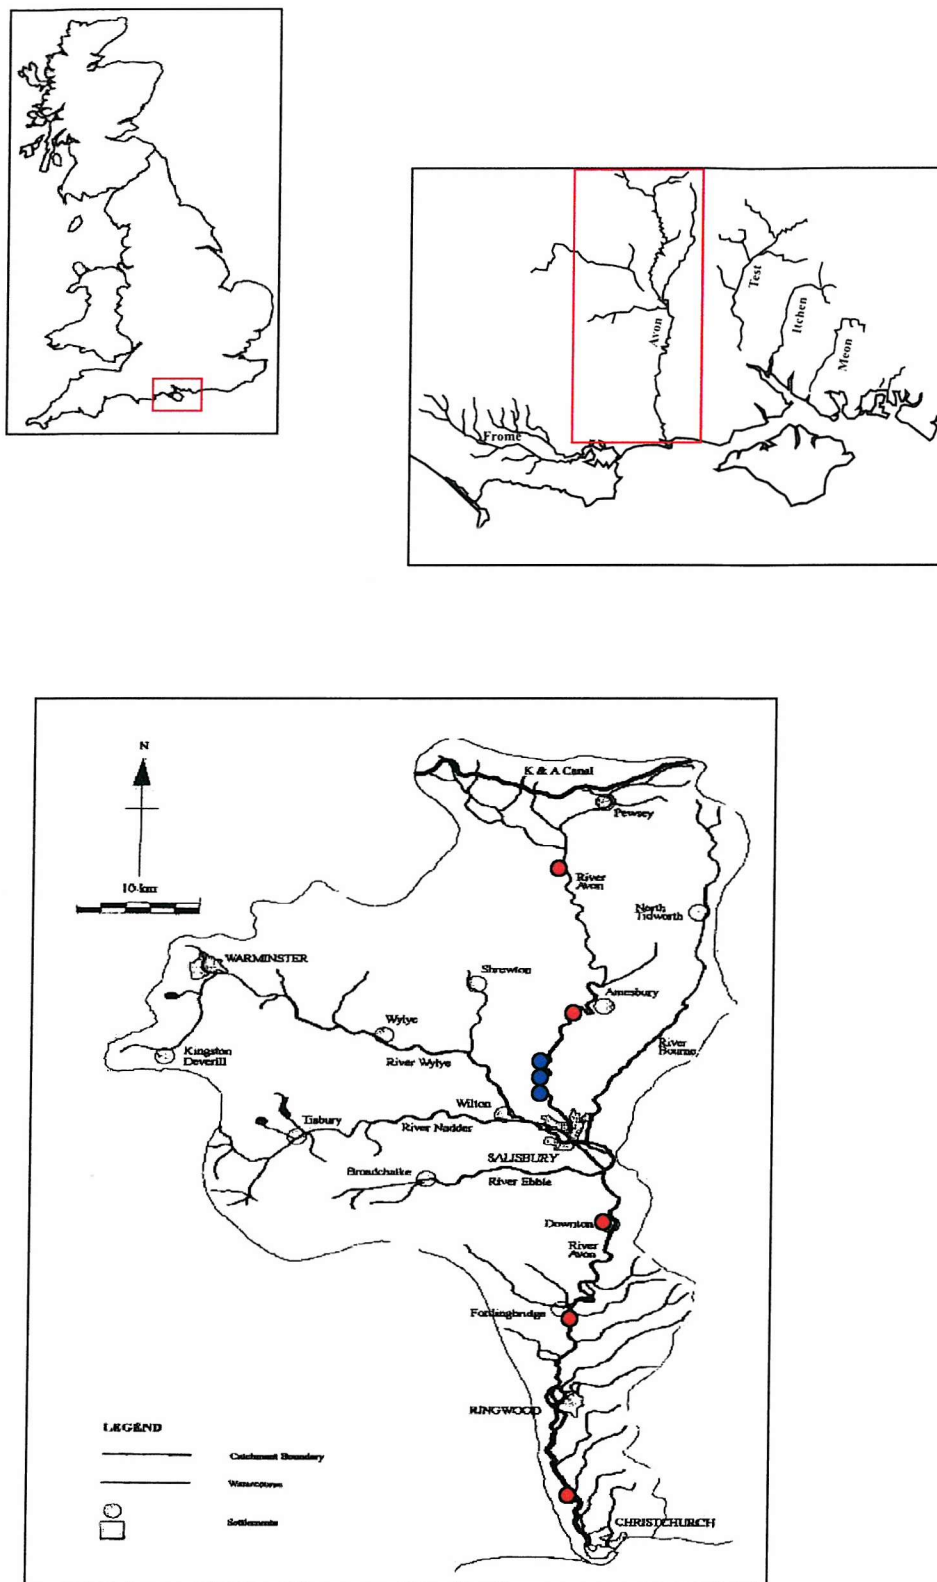 Frome
Avon
Test
Itchen
Meon
N
10 km
K & A Canal
Pewsey
River
Avon
North
Tidworth
WARMINSTER
Shrewton
Amesbury
Wylye
River
Bourne
Kingston
Deverill
River Wylye
Wilton
Tisbury
River Nadder
SALISBURY
Broadchalke
River Ebble
Downton
River
Avon
Fordingbridge
RINGWOOD
LEGEND
Catchment Boundary
Watercourse
Settlements
CHRISTCHURCH